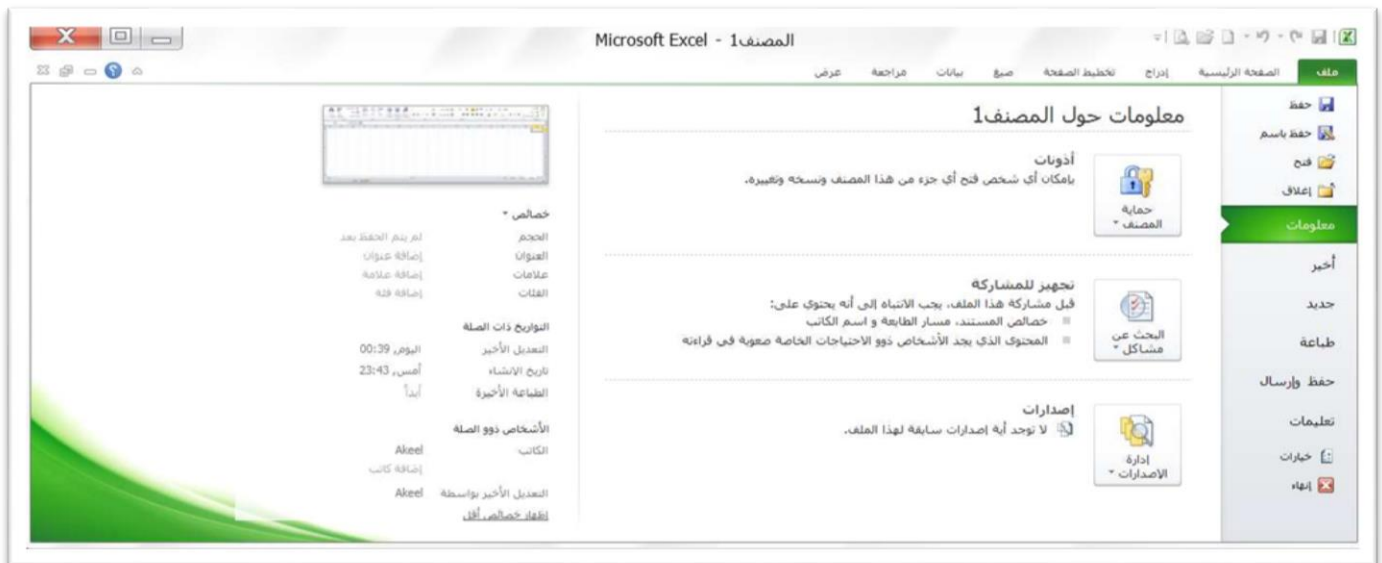 المصنف1 - Microsoft Excel
ملف
الصفحة الرئيسية
إدراج
تخطيط الصفحة
صيغ
بيانات
مراجعة
عرض
حفظ
حفظ باسم
فتح
إغلاق
معلومات
أخير
جديد
طباعة
حفظ وإرسال
تعليمات
خيارات
إنهاء
معلومات حول المصنف1
حماية
المصنف
أذونات
بإمكان أي شخص فتح أي جزء من هذا المصنف ونسخه وتغييره.
البحث عن
مشاكل
تجهيز للمشاركة
قبل مشاركة هذا الملف، يجب الانتباه إلى أنه يحتوي على:
خصائص المستند، مسار الطابعة و اسم الكاتب
المحتوى الذي يجد الأشخاص ذوو الاحتياجات الخاصة صعوبة في قراءته
إدارة
الاصدارات
إصدارات
لا توجد أية إصدارات سابقة لهذا الملف.
خصائص
الحجم لم يتم الحفظ بعد
العنوان إضافة عنوان
علامات إضافة علامة
الفئات إضافة فئة
التواريخ ذات الصلة
التعديل الأخير اليوم, 00:39
تاريخ الانشاء أمس, 23:43
الطباعة الأخيرة أبداً
الأشخاص ذوو الصلة
الكاتب Akeel
إضافة كاتب
التعديل الأخير بواسطة Akeel
إظهار خصائص أقل